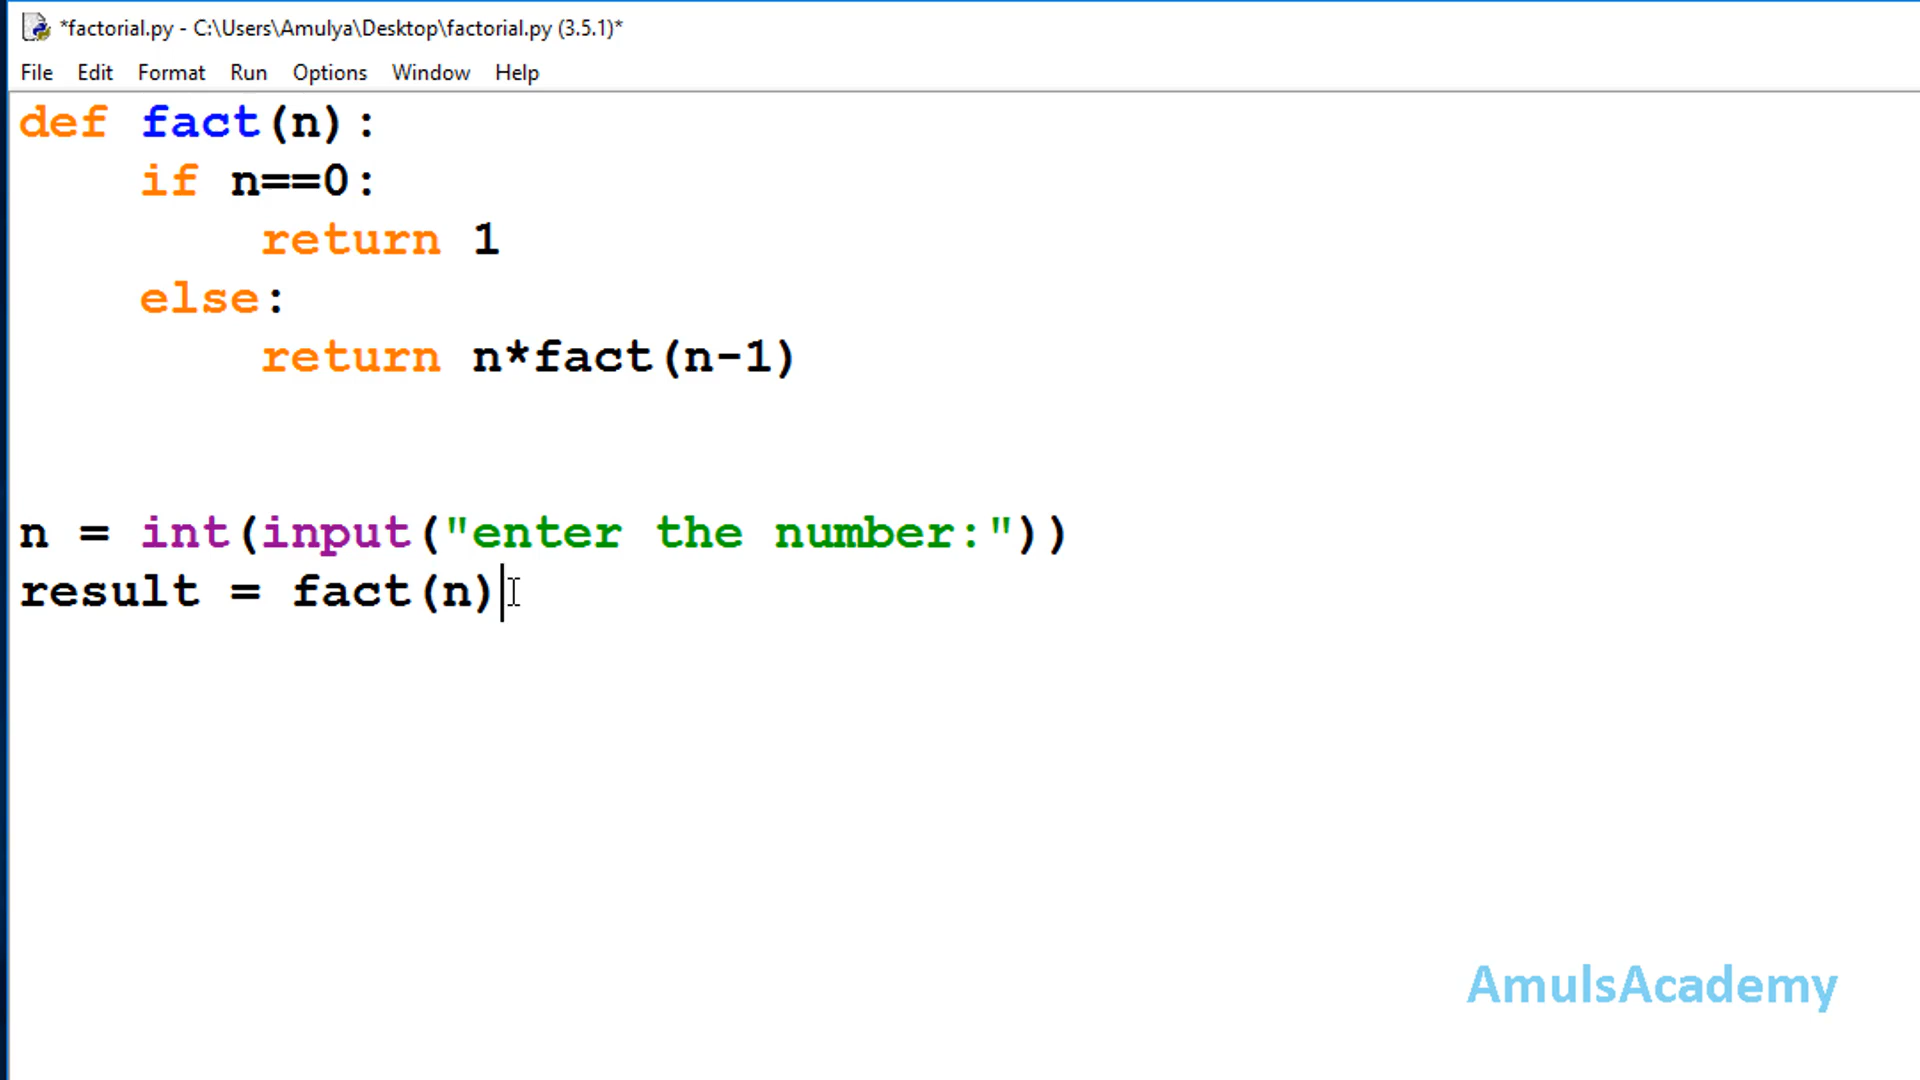 *factorial.py - C:\Users\Amulya\Desktop\factorial.py (3.5.1)*
File Edit Format Run Options Window Help
def fact(n):
    if n==0:
        return 1
    else:
        return n*fact(n-1)
n = int(input("enter the number:"))
result = fact(n)
AmulsAcademy